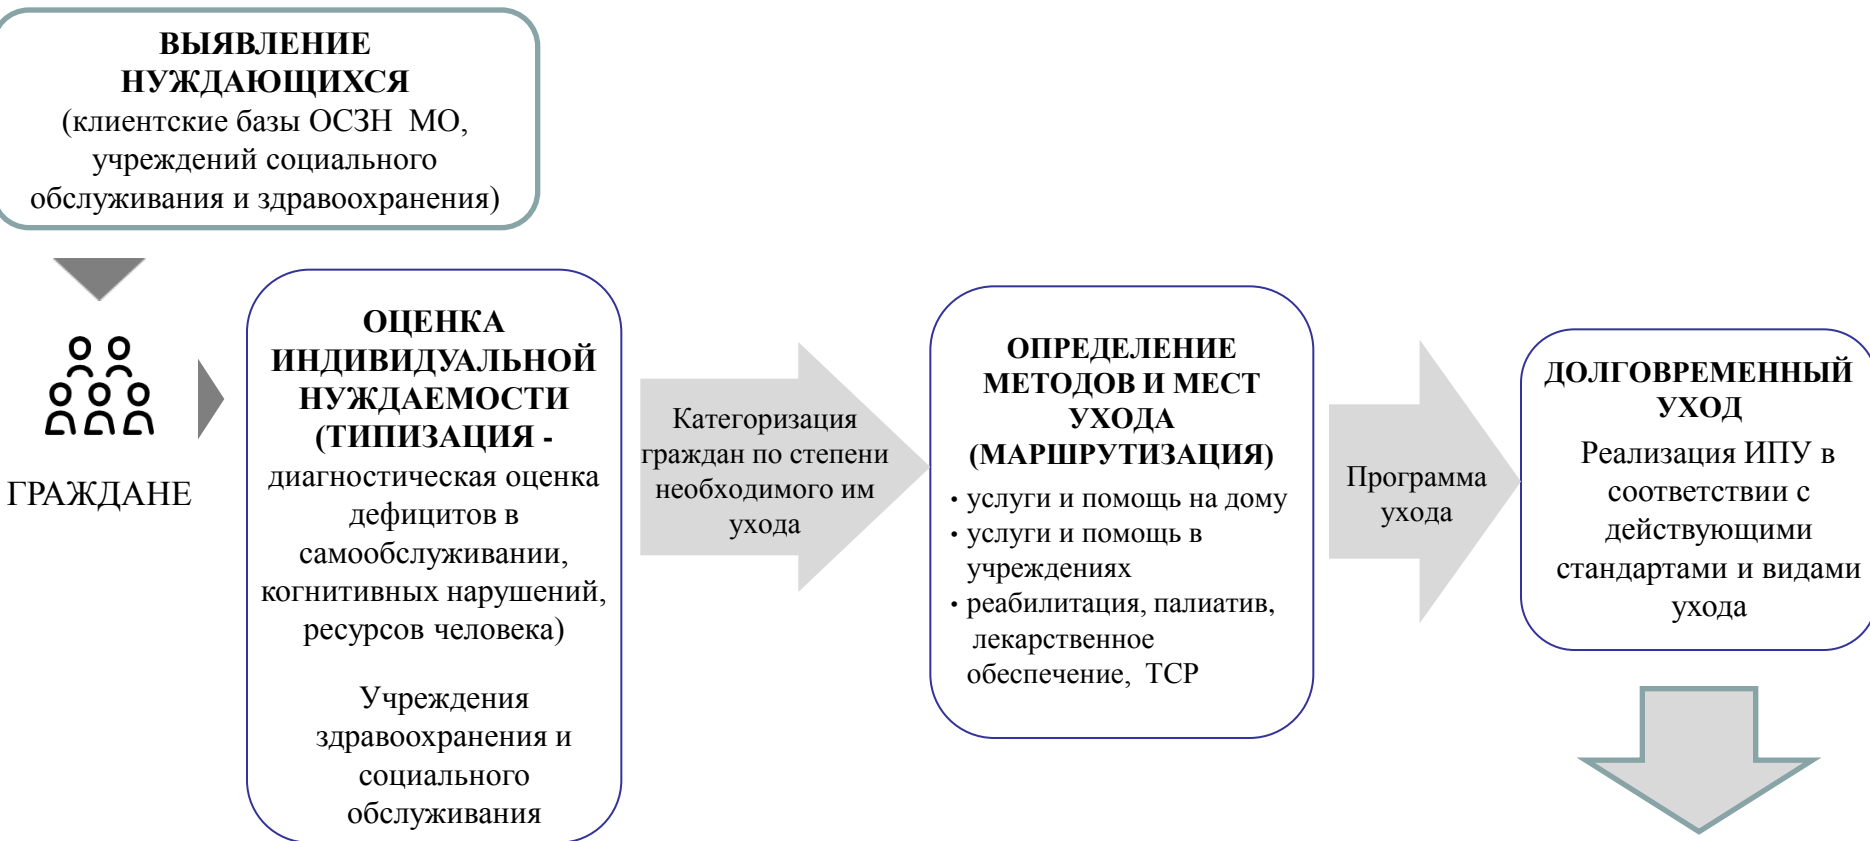 ВЫЯВЛЕНИЕ
НУЖДАЮЩИХСЯ
(клиентские базы ОСЗН МО,
учреждений социального
обслуживания и здравоохранения)
ГРАЖДАНЕ
ОЦЕНКА
ИНДИВИДУАЛЬНОЙ
НУЖДАЕМОСТИ
(ТИПИЗАЦИЯ -
диагностическая оценка
дефицитов в
самообслуживании,
когнитивных нарушений,
ресурсов человека)
Учреждения
здравоохранения и
социального
обслуживания
Категоризация
граждан по степени
необходимого им
ухода
ОПРЕДЕЛЕНИЕ
МЕТОДОВ И МЕСТ
УХОДА
(МАРШРУТИЗАЦИЯ)
• услуги и помощь на дому
• услуги и помощь в
учреждениях
• реабилитация, палиатив,
лекарственное
обеспечение, ТСР
Программа
ухода
ДОЛГОВРЕМЕННЫЙ
УХОД
Реализация ИПУ в
соответствии с
действующими
стандартами и видами
ухода